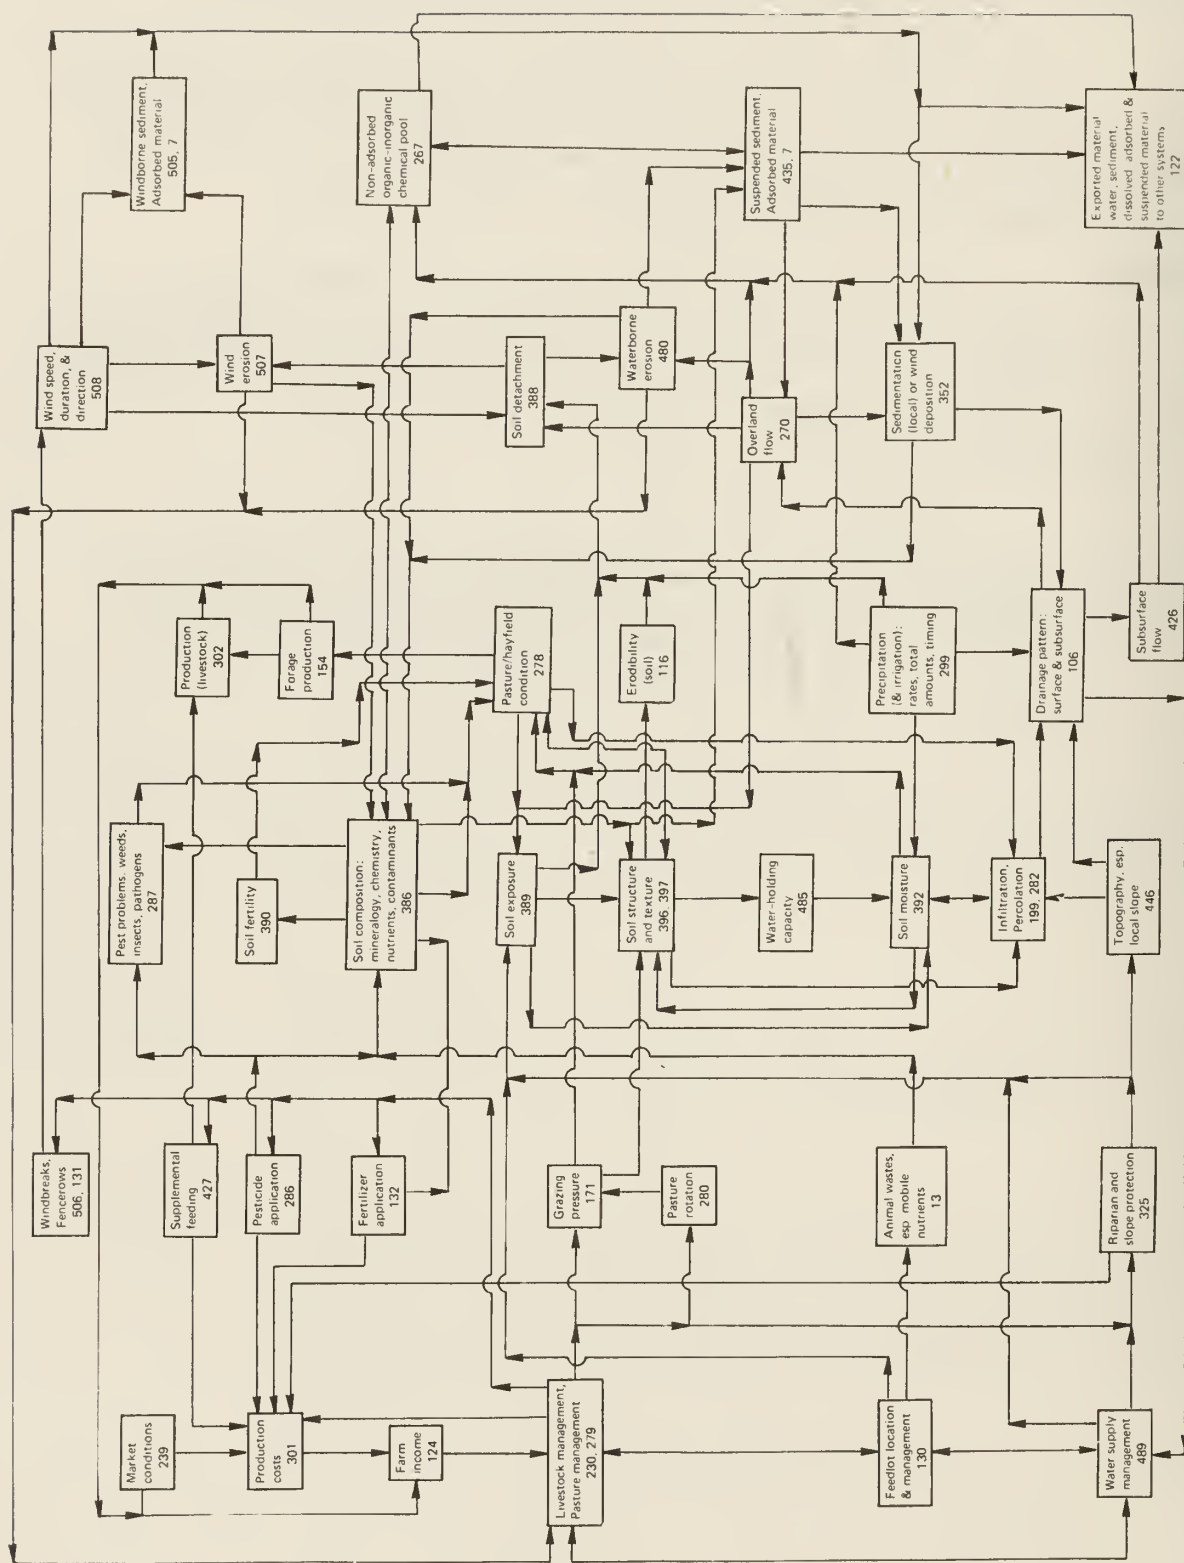 Wind speed,
duration, &
direction
508
Windborne sediment.
Adsorbed material
505, 7
Wind
erosion
507
Non-adsorbed
organic-inorganic
chemical pool
267
Soil detachment
388
Waterborne
erosion
480
Suspended sediment.
Adsorbed material
435, 7
Overland
flow
270
Sedimentation
(local) or wind
deposition
352
Exported material
water, sediment,
dissolved adsorbed &
suspended material
to other systems
122
Production
(livestock)
302
Forage
production
154
Pasture/hayfield
condition
278
Erodibility
(soil)
116
Precipitation
(& irrigation):
rates, total
amounts, timing
299
Drainage pattern:
surface & subsurface
106
Subsurface
flow
426
Pest problems. weeds,
insects, pathogens
287
Soil fertility
390
Soil composition:
mineralogy, chemistry,
nutrients, contaminants
386
Soil exposure
389
Soil structure
and texture
396, 397
Water-holding
capacity
485
Soil moisture
392
Infiltration,
Percolation
199, 282
Topography, esp.
local slope
446
Windbreaks,
Fencerows
506, 131
Supplemental
feeding
427
Pesticide
application
286
Fertilizer
application
132
Grazing
pressure
171
Pasture
rotation
280
Animal wastes,
esp mobile
nutrients
13
Riparian and
slope protection
325
Market
conditions
239
Production
costs
301
Farm
income
124
Livestock management,
Pasture management
230, 279
Feedlot location
& management
130
Water supply
management
489